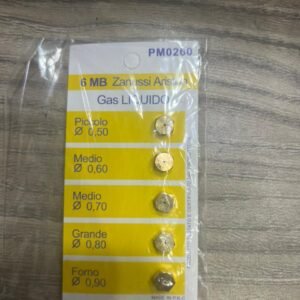 PM0260
6 MB Zanussi Ariston
Gas LIQUIDO
Piccolo
Ø 0,50
Medio
Ø 0,60
Medio
Ø 0,70
Grande
Ø 0,80
Forno
Ø 0,90